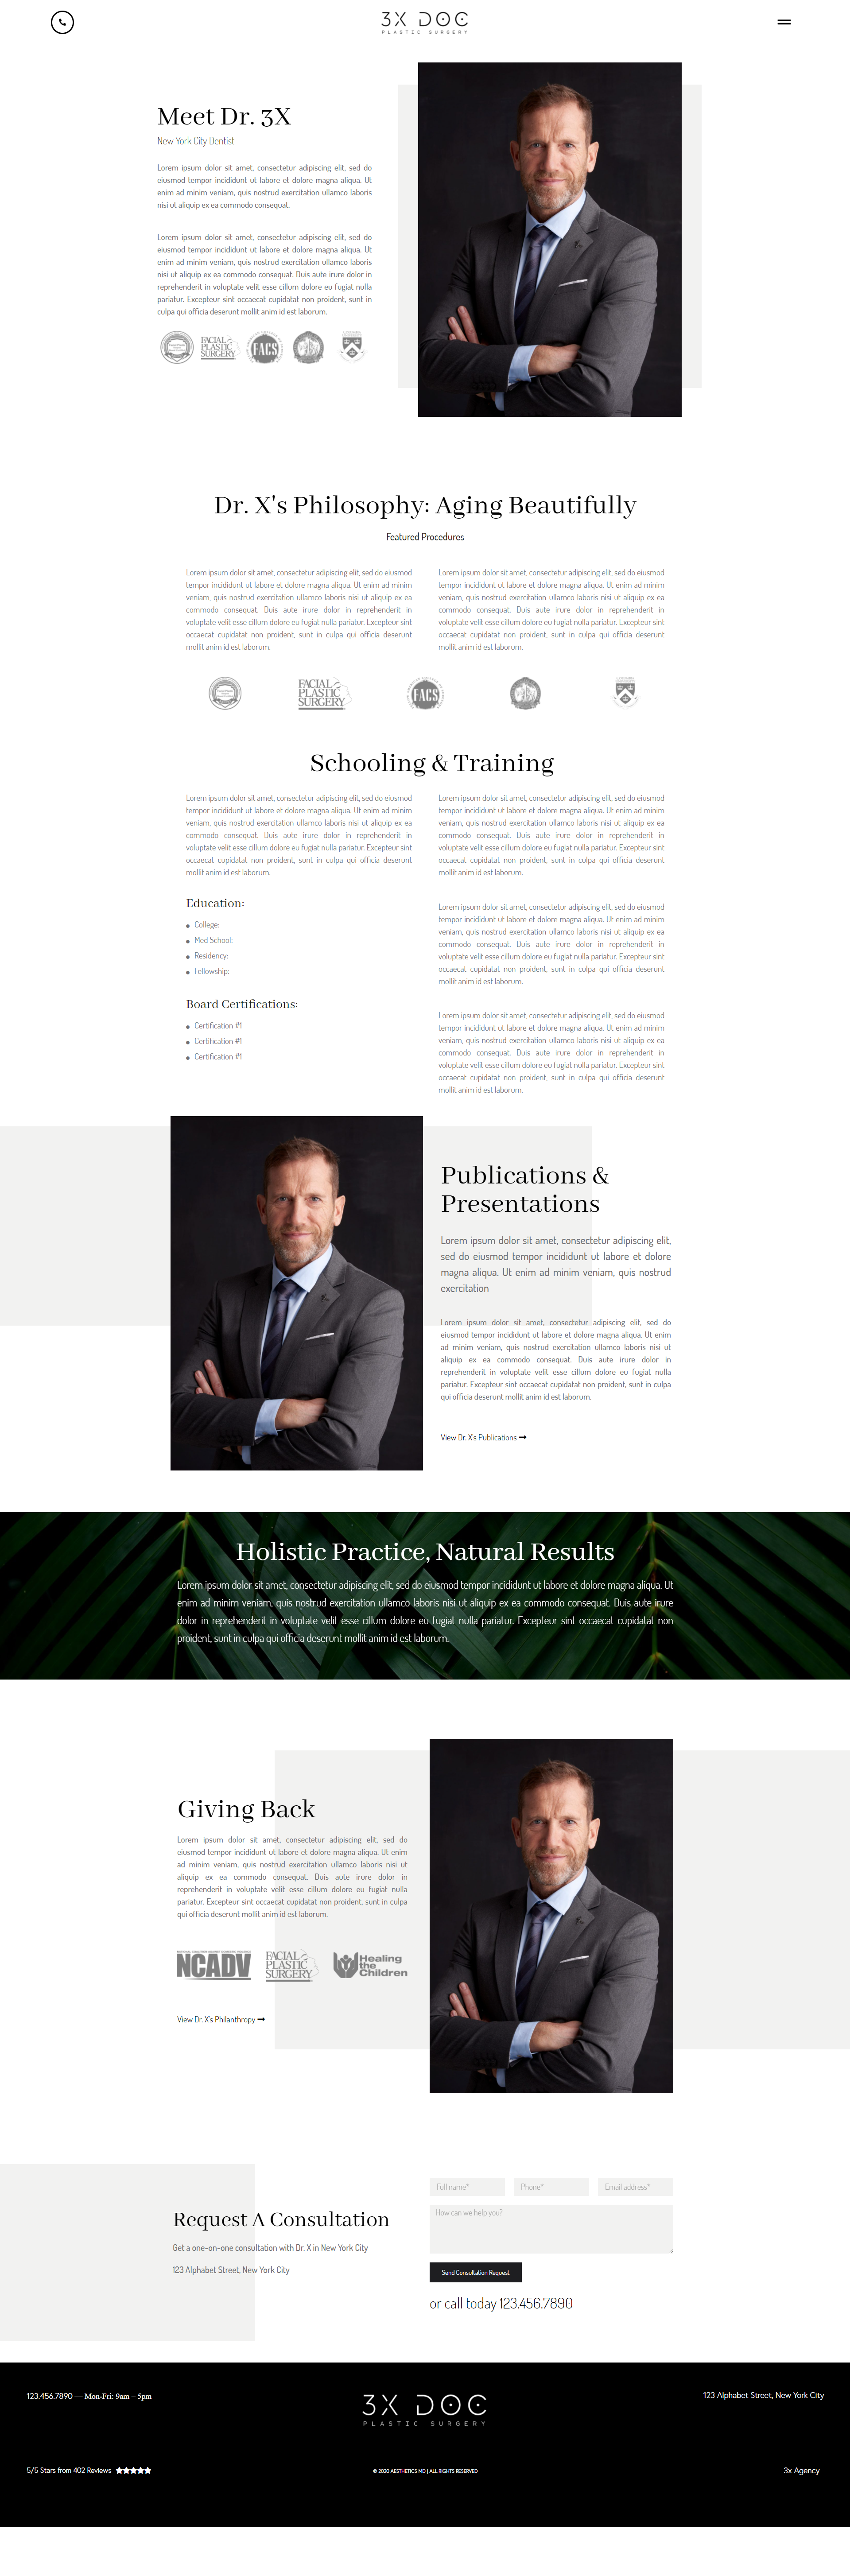 3X DOC
PLASTIC SURGERY
Meet Dr. 3X
New York City Dentist
Lorem ipsum dolor sit amet, consectetur adipiscing elit, sed do
eiusmod tempor incididunt ut labore et dolore magna aliqua. Ut
enim ad minim veniam, quis nostrud exercitation ullamco laboris
nisi ut aliquip ex ea commodo consequat.
Lorem ipsum dolor sit amet, consectetur adipiscing elit, sed do
eiusmod tempor incididunt ut labore et dolore magna aliqua. Ut
enim ad minim veniam, quis nostrud exercitation ullamco laboris
nisi ut aliquip ex ea commodo consequat. Duis aute irure dolor in
reprehenderit in voluptate velit esse cillum dolore eu fugiat nulla
pariatur. Excepteur sint occaecat cupidatat non proident, sunt in
culpa qui officia deserunt mollit anim id est laborum.
FACIAL
PLASTIC
SURGERY
FACS
Dr. X's Philosophy: Aging Beautifully
Featured Procedures
Lorem ipsum dolor sit amet, consectetur adipiscing elit, sed do eiusmod
tempor incididunt ut labore et dolore magna aliqua. Ut enim ad minim
veniam, quis nostrud exercitation ullamco laboris nisi ut aliquip ex ea
commodo consequat. Duis aute irure dolor in reprehenderit in
voluptate velit esse cillum dolore eu fugiat nulla pariatur. Excepteur sint
occaecat cupidatat non proident, sunt in culpa qui officia deserunt
mollit anim id est laborum.
Lorem ipsum dolor sit amet, consectetur adipiscing elit, sed do eiusmod
tempor incididunt ut labore et dolore magna aliqua. Ut enim ad minim
veniam, quis nostrud exercitation ullamco laboris nisi ut aliquip ex ea
commodo consequat. Duis aute irure dolor in reprehenderit in
voluptate velit esse cillum dolore eu fugiat nulla pariatur. Excepteur sint
occaecat cupidatat non proident, sunt in culpa qui officia deserunt
mollit anim id est laborum.
FACIAL
PLASTIC
SURGERY
FACS
Schooling & Training
Lorem ipsum dolor sit amet, consectetur adipiscing elit, sed do eiusmod
tempor incididunt ut labore et dolore magna aliqua. Ut enim ad minim
veniam, quis nostrud exercitation ullamco laboris nisi ut aliquip ex ea
commodo consequat. Duis aute irure dolor in reprehenderit in
voluptate velit esse cillum dolore eu fugiat nulla pariatur. Excepteur sint
occaecat cupidatat non proident, sunt in culpa qui officia deserunt
mollit anim id est laborum.
Education:
College:
Med School:
Residency:
Fellowship:
Board Certifications:
Certification #1
Certification #1
Certification #1
Lorem ipsum dolor sit amet, consectetur adipiscing elit, sed do eiusmod
tempor incididunt ut labore et dolore magna aliqua. Ut enim ad minim
veniam, quis nostrud exercitation ullamco laboris nisi ut aliquip ex ea
commodo consequat. Duis aute irure dolor in reprehenderit in
voluptate velit esse cillum dolore eu fugiat nulla pariatur. Excepteur sint
occaecat cupidatat non proident, sunt in culpa qui officia deserunt
mollit anim id est laborum.
Lorem ipsum dolor sit amet, consectetur adipiscing elit, sed do eiusmod
tempor incididunt ut labore et dolore magna aliqua. Ut enim ad minim
veniam, quis nostrud exercitation ullamco laboris nisi ut aliquip ex ea
commodo consequat. Duis aute irure dolor in reprehenderit in
voluptate velit esse cillum dolore eu fugiat nulla pariatur. Excepteur sint
occaecat cupidatat non proident, sunt in culpa qui officia deserunt
mollit anim id est laborum.
Lorem ipsum dolor sit amet, consectetur adipiscing elit, sed do eiusmod
tempor incididunt ut labore et dolore magna aliqua. Ut enim ad minim
veniam, quis nostrud exercitation ullamco laboris nisi ut aliquip ex ea
commodo consequat. Duis aute irure dolor in reprehenderit in
voluptate velit esse cillum dolore eu fugiat nulla pariatur. Excepteur sint
occaecat cupidatat non proident, sunt in culpa qui officia deserunt
mollit anim id est laborum.
Publications &
Presentations
Lorem ipsum dolor sit amet, consectetur adipiscing elit,
sed do eiusmod tempor incididunt ut labore et dolore
magna aliqua. Ut enim ad minim veniam, quis nostrud
exercitation
Lorem ipsum dolor sit amet, consectetur adipiscing elit, sed do
eiusmod tempor incididunt ut labore et dolore magna aliqua. Ut enim
ad minim veniam, quis nostrud exercitation ullamco laboris nisi ut
aliquip ex ea commodo consequat. Duis aute irure dolor in
reprehenderit in voluptate velit esse cillum dolore eu fugiat nulla
pariatur. Excepteur sint occaecat cupidatat non proident, sunt in culpa
qui officia deserunt mollit anim id est laborum.
View Dr. X's Publications
Holistic Practice, Natural Results
Lorem ipsum dolor sit amet, consectetur adipiscing elit, sed do eiusmod tempor incididunt ut labore et dolore magna aliqua. Ut
enim ad minim veniam, quis nostrud exercitation ullamco laboris nisi ut aliquip ex ea commodo consequat. Duis aute irure
dolor in reprehenderit in voluptate velit esse cillum dolore eu fugiat nulla pariatur. Excepteur sint occaecat cupidatat non
proident, sunt in culpa qui officia deserunt mollit anim id est laborum.
Giving Back
Lorem ipsum dolor sit amet, consectetur adipiscing elit, sed do
eiusmod tempor incididunt ut labore et dolore magna aliqua. Ut enim
ad minim veniam, quis nostrud exercitation ullamco laboris nisi ut
aliquip ex ea commodo consequat. Duis aute irure dolor in
reprehenderit in voluptate velit esse cillum dolore eu fugiat nulla
pariatur. Excepteur sint occaecat cupidatat non proident, sunt in culpa
qui officia deserunt mollit anim id est laborum.
NCADV
FACIAL
PLASTIC
SURGERY
Healing
the
Children
View Dr. X's Philanthropy
Request A Consultation
Get a one-on-one consultation with Dr. X in New York City
123 Alphabet Street, New York City
Full name*
Phone*
Email address*
How can we help you?
Send Consultation Request
or call today 123.456.7890
123.456.7890 — Mon-Fri: 9am – 5pm
3X DOC
PLASTIC SURGERY
123 Alphabet Street, New York City
5/5 Stars from 402 Reviews
© 2020 AESTHETICS MD | ALL RIGHTS RESERVED
3x Agency